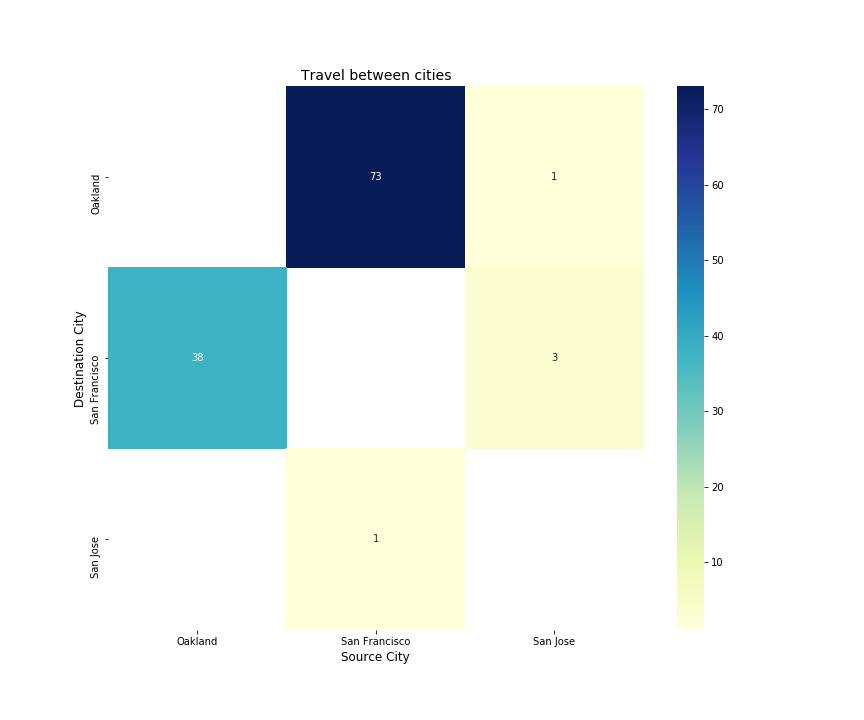 Travel between cities
Oakland
73
1
70
60
50
Destination City
San Francisco
38
3
40
30
20
San Jose
1
10
Oakland
San Francisco
San Jose
Source City